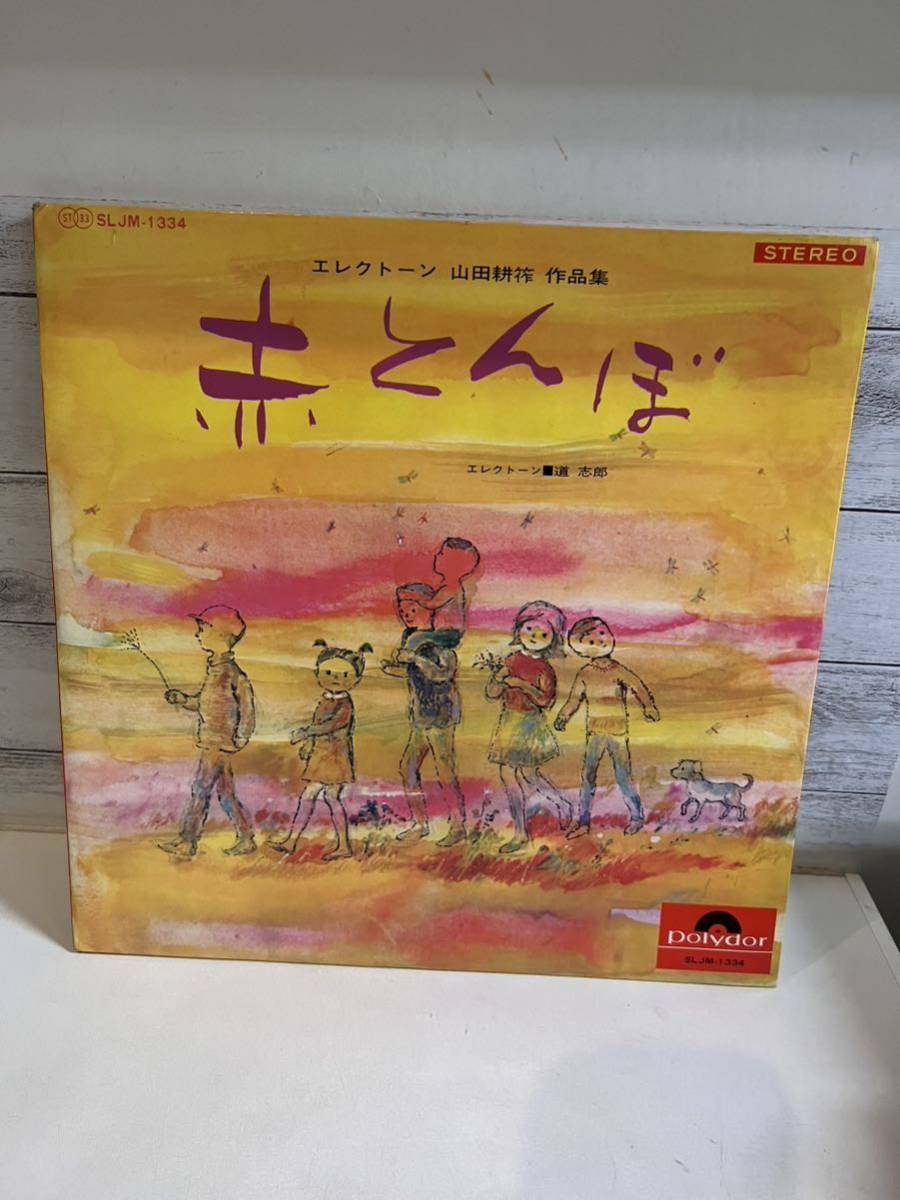 ST 33 SLJM-1334
STEREO
エレクトーン 山田耕筰 作品集
赤とんぼ
エレクトーン■道 志郎
polydor
SLJM-1334